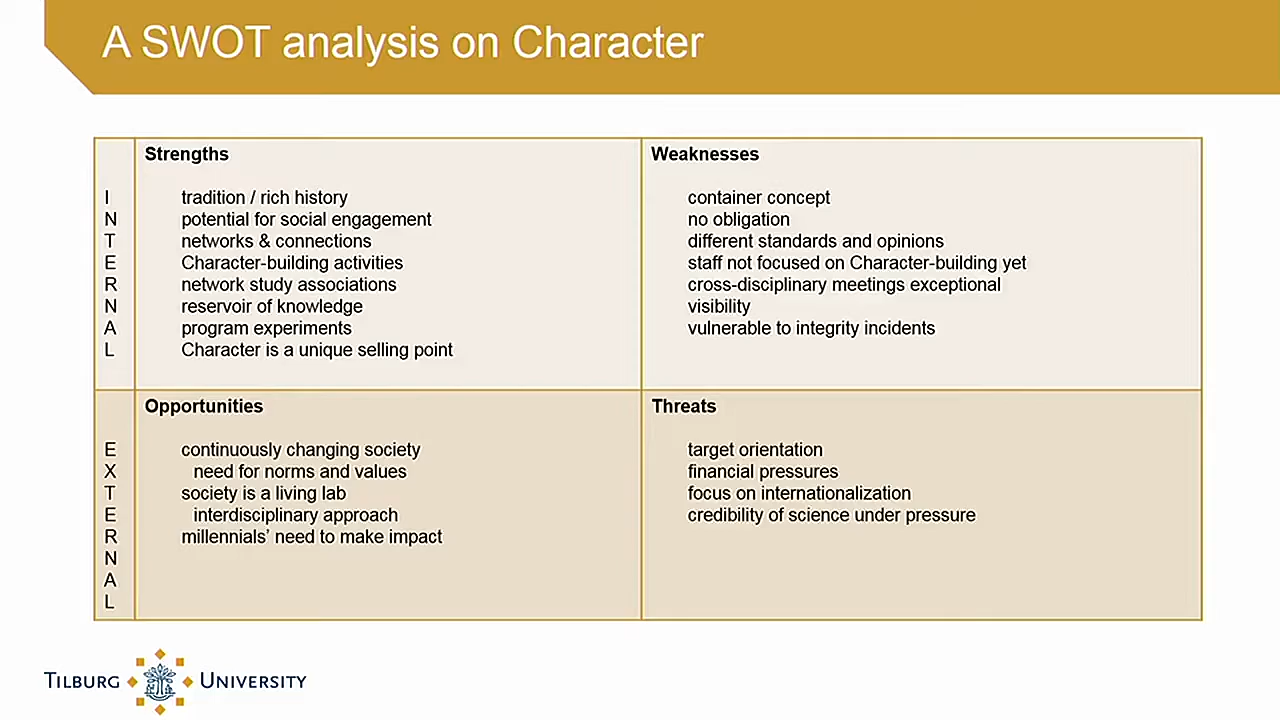 A SWOT analysis on Character
INTERNAL
Strengths
tradition / rich history
potential for social engagement
networks & connections
Character-building activities
network study associations
reservoir of knowledge
program experiments
Character is a unique selling point
Weaknesses
container concept
no obligation
different standards and opinions
staff not focused on Character-building yet
cross-disciplinary meetings exceptional
visibility
vulnerable to integrity incidents
EXTERNAL
Opportunities
continuously changing society
need for norms and values
society is a living lab
interdisciplinary approach
millennials’ need to make impact
Threats
target orientation
financial pressures
focus on internationalization
credibility of science under pressure
TILBURG UNIVERSITY